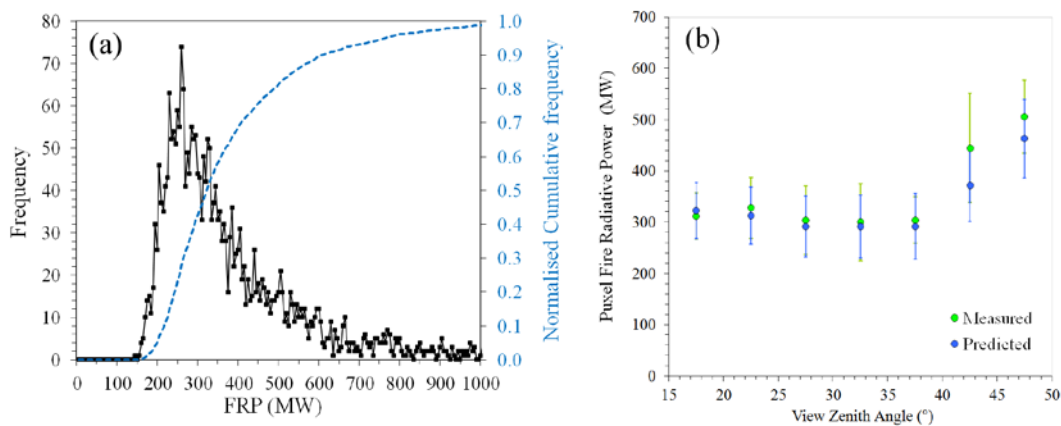 (a)
80
70
60
50
40
30
20
10
0
Frequency
0 100 200 300 400 500 600 700 800 900 1000
FRP (MW)
1.0
0.9
0.8
0.7
0.6
0.5
0.4
0.3
0.2
0.1
0.0
Normalised Cumulative frequency
(b)
700
600
500
400
300
200
100
0
Puxel Fire Radiative Power (MW)
Measured
Predicted
15 20 25 30 35 40 45 50
View Zenith Angle (°)